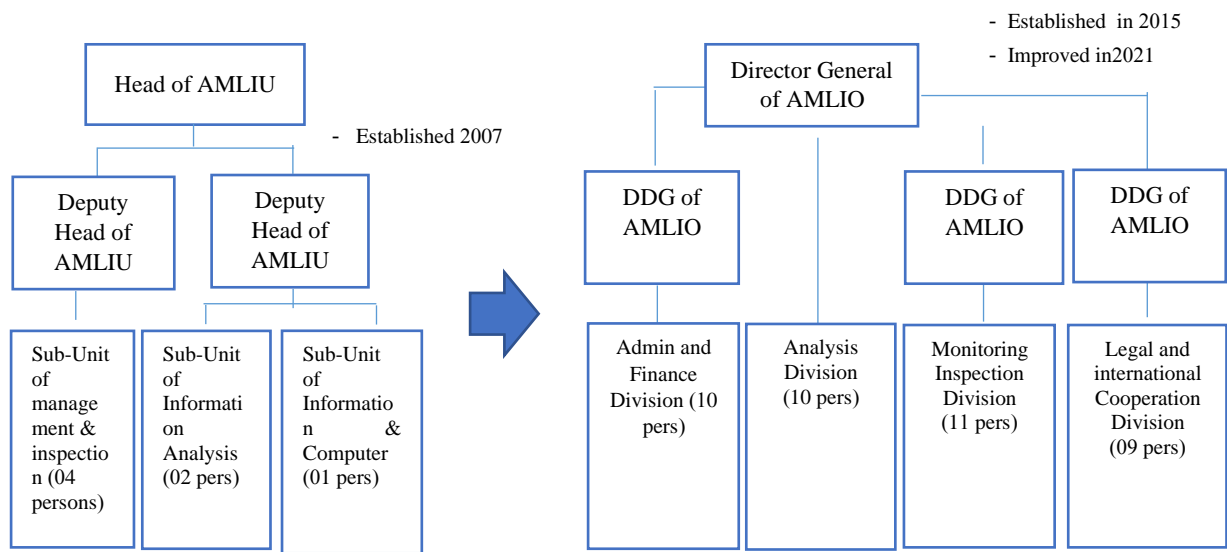 Head of AMLIU
- Established 2007
Deputy
Head of
AMLIU
Deputy
Head of
AMLIU
Sub-Unit
of
manage
ment &
inspectio
n (04
persons)
Sub-Unit
of
Informati
on
Analysis
(02 pers)
Sub-Unit
of
Informatio
n &
Computer
(01 pers)
- Established in 2015
- Improved in2021
Director General
of AMLIO
DDG of
AMLIO
DDG of
AMLIO
DDG of
AMLIO
Admin and
Finance
Division (10
pers)
Analysis
Division
(10 pers)
Monitoring
Inspection
Division
(11 pers)
Legal and
international
Cooperation
Division
(09 pers)